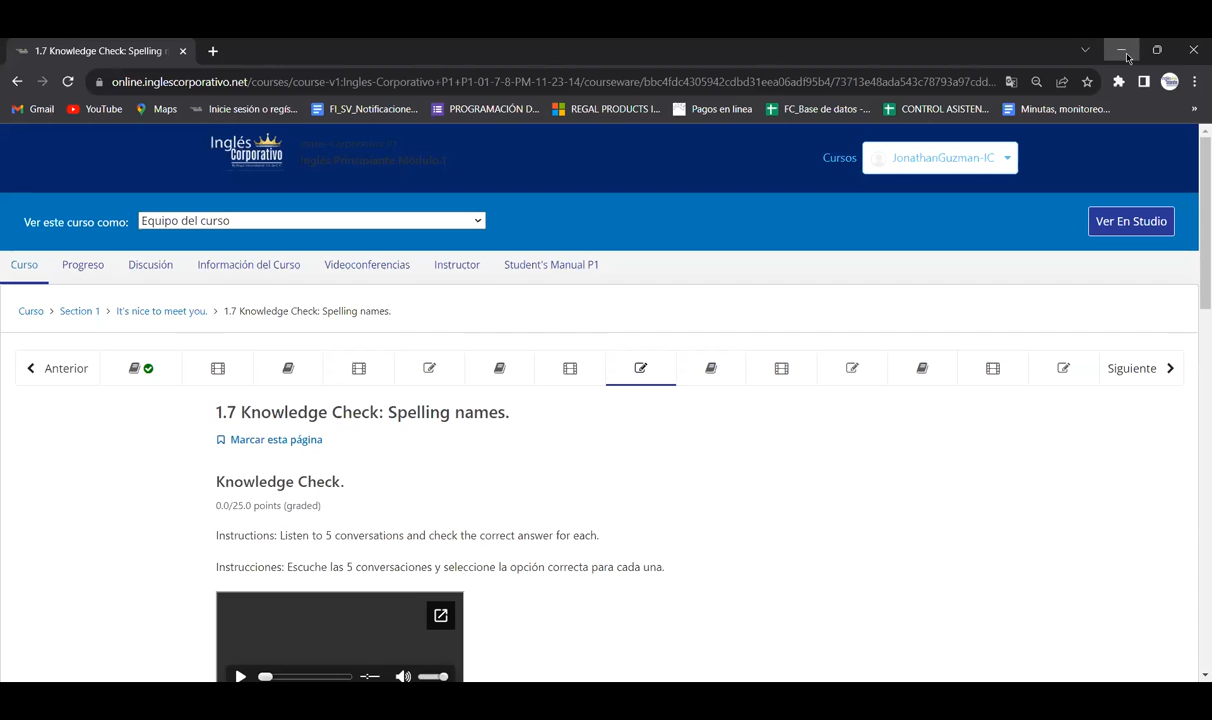 1.7 Knowledge Check: Spelling n
online.inglescorporativo.net/courses/course-v1:Ingles-Corporativo+P1+P1-01-7-8-PM-11-23-14/courseware/bbc4fdc4305942cdbd31eea06adf95b4/73713e48ada543c78793a97cdd...
Gmail YouTube Maps Inicie sesión o regís... FI_SV_Notificacione... PROGRAMACIÓN D... REGAL PRODUCTS I... Pagos en linea FC_Base de datos -... CONTROL ASISTEN... Minutas, monitoreo... »
Inglés
Corporativo
Inglés Principiante Módulo 1
Cursos JonathanGuzman-IC
Ver este curso como: Equipo del curso Ver En Studio
Curso Progreso Discusión Información del Curso Videoconferencias Instructor Student's Manual P1
Curso > Section 1 > It's nice to meet you. > 1.7 Knowledge Check: Spelling names.
Anterior Siguiente
1.7 Knowledge Check: Spelling names.
Marcar esta página
Knowledge Check.
0.0/25.0 points (graded)
Instructions: Listen to 5 conversations and check the correct answer for each.
Instrucciones: Escuche las 5 conversaciones y seleccione la opción correcta para cada una.
-:--